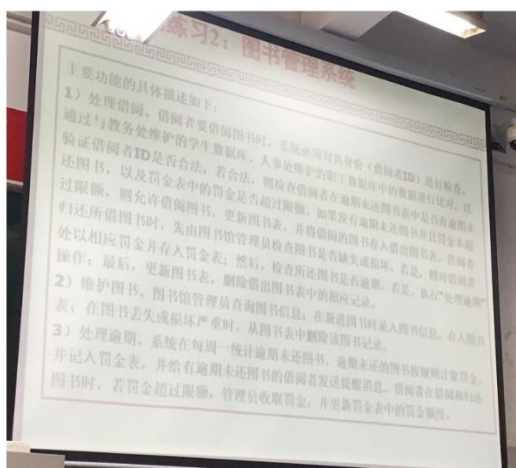 练习2：图书管理系统
主要功能的具体描述如下：
1）处理借阅。借阅者要借阅图书时，系统必须对其身份（借阅者ID）进行检查，
通过与教务处维护的学生数据库、人事处维护的职工数据库中的数据进行比对，以
验证借阅者ID是否合法，若合法，则检查借阅者在逾期未还图书表中是否有逾期未
还图书，以及罚金表中的罚金是否超过限额。如果没有逾期未还图书并且罚金未超
过限额，则允许借阅图书，更新图书表，并将借阅的图书存入借出图书表，借阅者
归还所借图书时，先由图书馆管理员检查图书是否缺失或损坏，若是，则对借阅者
处以相应罚金并存入罚金表；然后，检查所还图书是否逾期，若是，执行“处理逾期”
操作；最后，更新图书表，删除借出图书表中的相应记录。
2）维护图书。图书馆管理员查询图书信息；在新进图书时录入图书信息，存入图书
表；在图书丢失或损坏严重时，从图书表中删除该图书记录。
3）处理逾期。系统在每周一统计逾期未还图书，逾期未还的图书按规则计算罚金，
并记入罚金表，并给有逾期未还图书的借阅者发送提醒消息。借阅者在借阅和归还
图书时，若罚金超过限额，管理员收取罚金，并更新罚金表中的罚金额度。